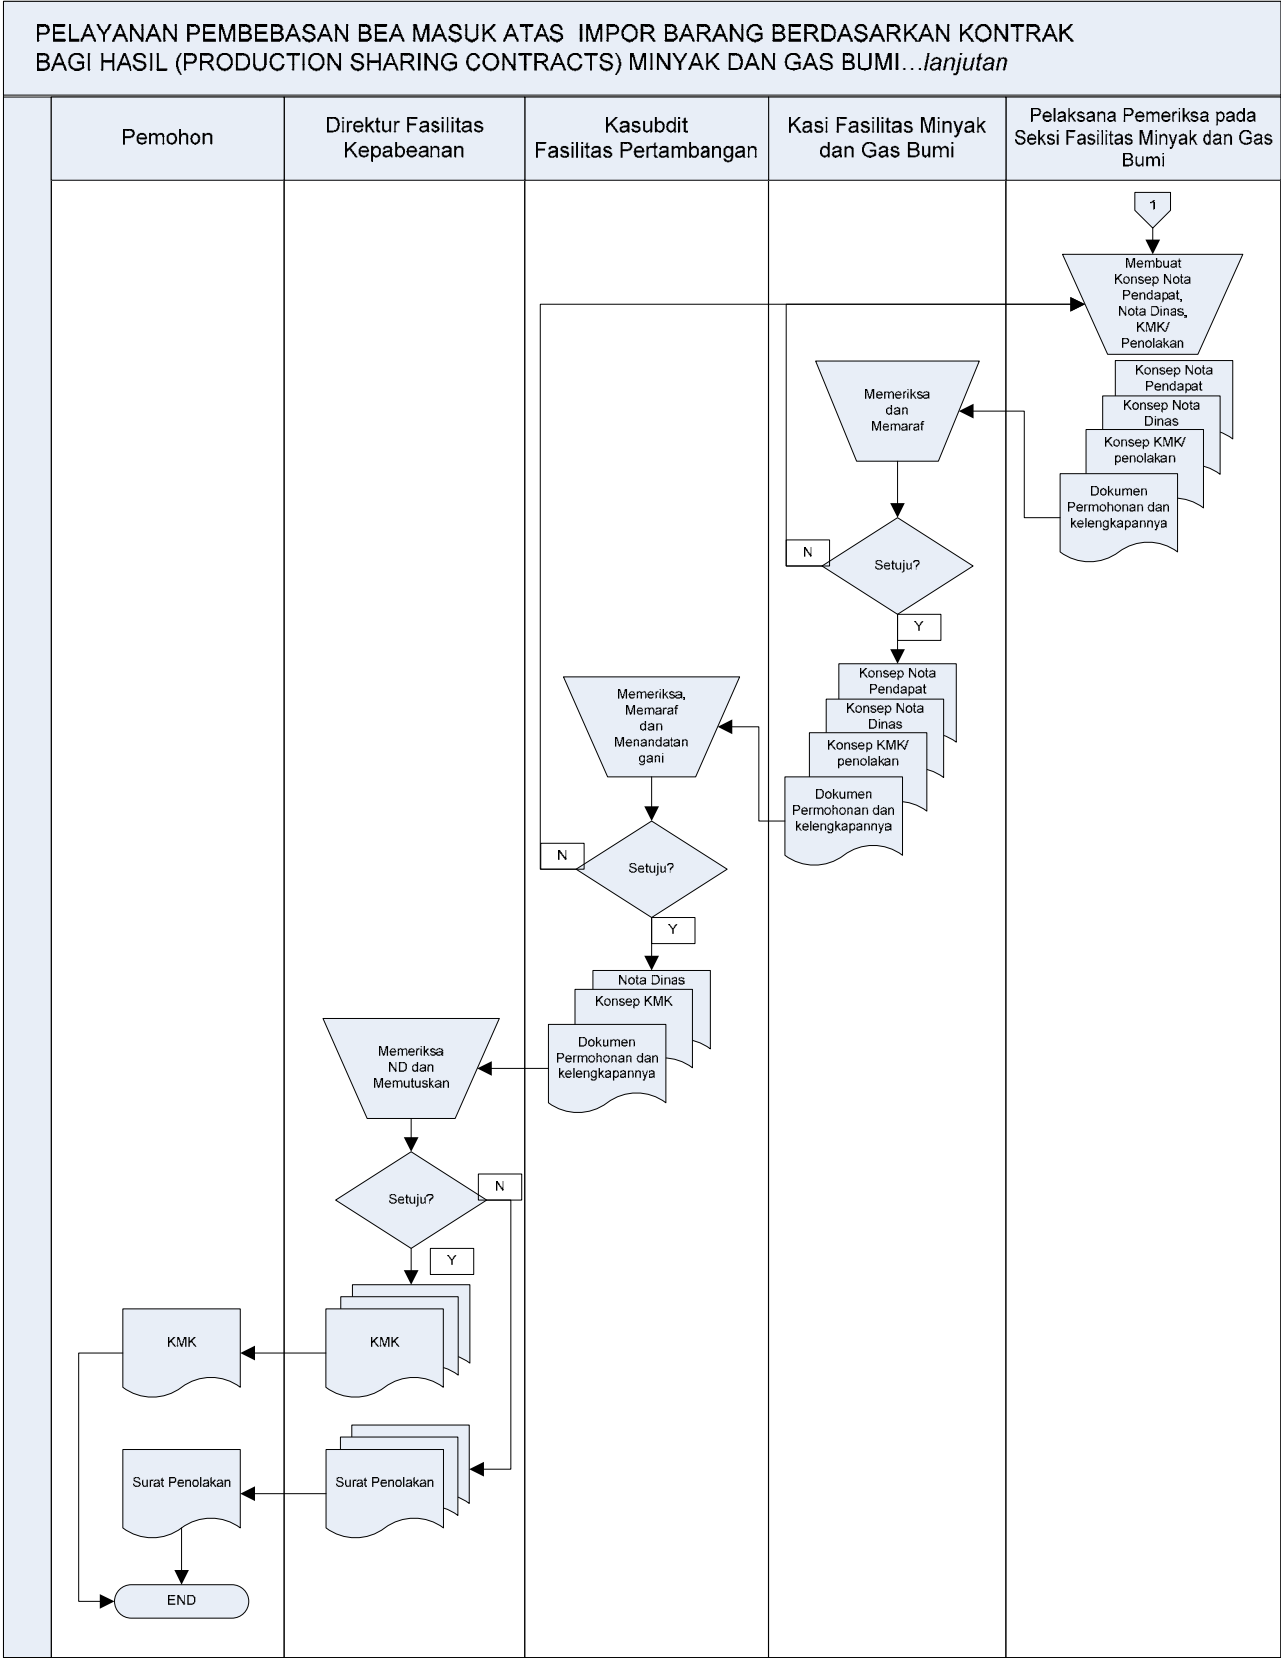 PELAYANAN PEMBEBASAN BEA MASUK ATAS IMPOR BARANG BERDASARKAN KONTRAK
BAGI HASIL (PRODUCTION SHARING CONTRACTS) MINYAK DAN GAS BUMI...lanjutan
Pemohon
Direktur Fasilitas
Kepabeanan
Kasubdit
Fasilitas Pertambangan
Kasi Fasilitas Minyak
dan Gas Bumi
Pelaksana Pemeriksa pada
Seksi Fasilitas Minyak dan Gas
Bumi
1
Membuat
Konsep Nota
Pendapat,
Nota Dinas,
KMK/
Penolakan
Konsep Nota
Pendapat
Konsep Nota
Dinas
Konsep KMK/
penolakan
Dokumen
Permohonan dan
kelengkapannya
Memeriksa
dan
Memaraf
Setuju?
N
Y
Konsep Nota
Pendapat
Konsep Nota
Dinas
Konsep KMK/
penolakan
Dokumen
Permohonan dan
kelengkapannya
Memeriksa,
Memaraf
dan
Menandatan
gani
Setuju?
N
Y
Nota Dinas
Konsep KMK
Dokumen
Permohonan dan
kelengkapannya
Memeriksa
ND dan
Memutuskan
Setuju?
N
Y
KMK
KMK
Surat Penolakan
Surat Penolakan
END